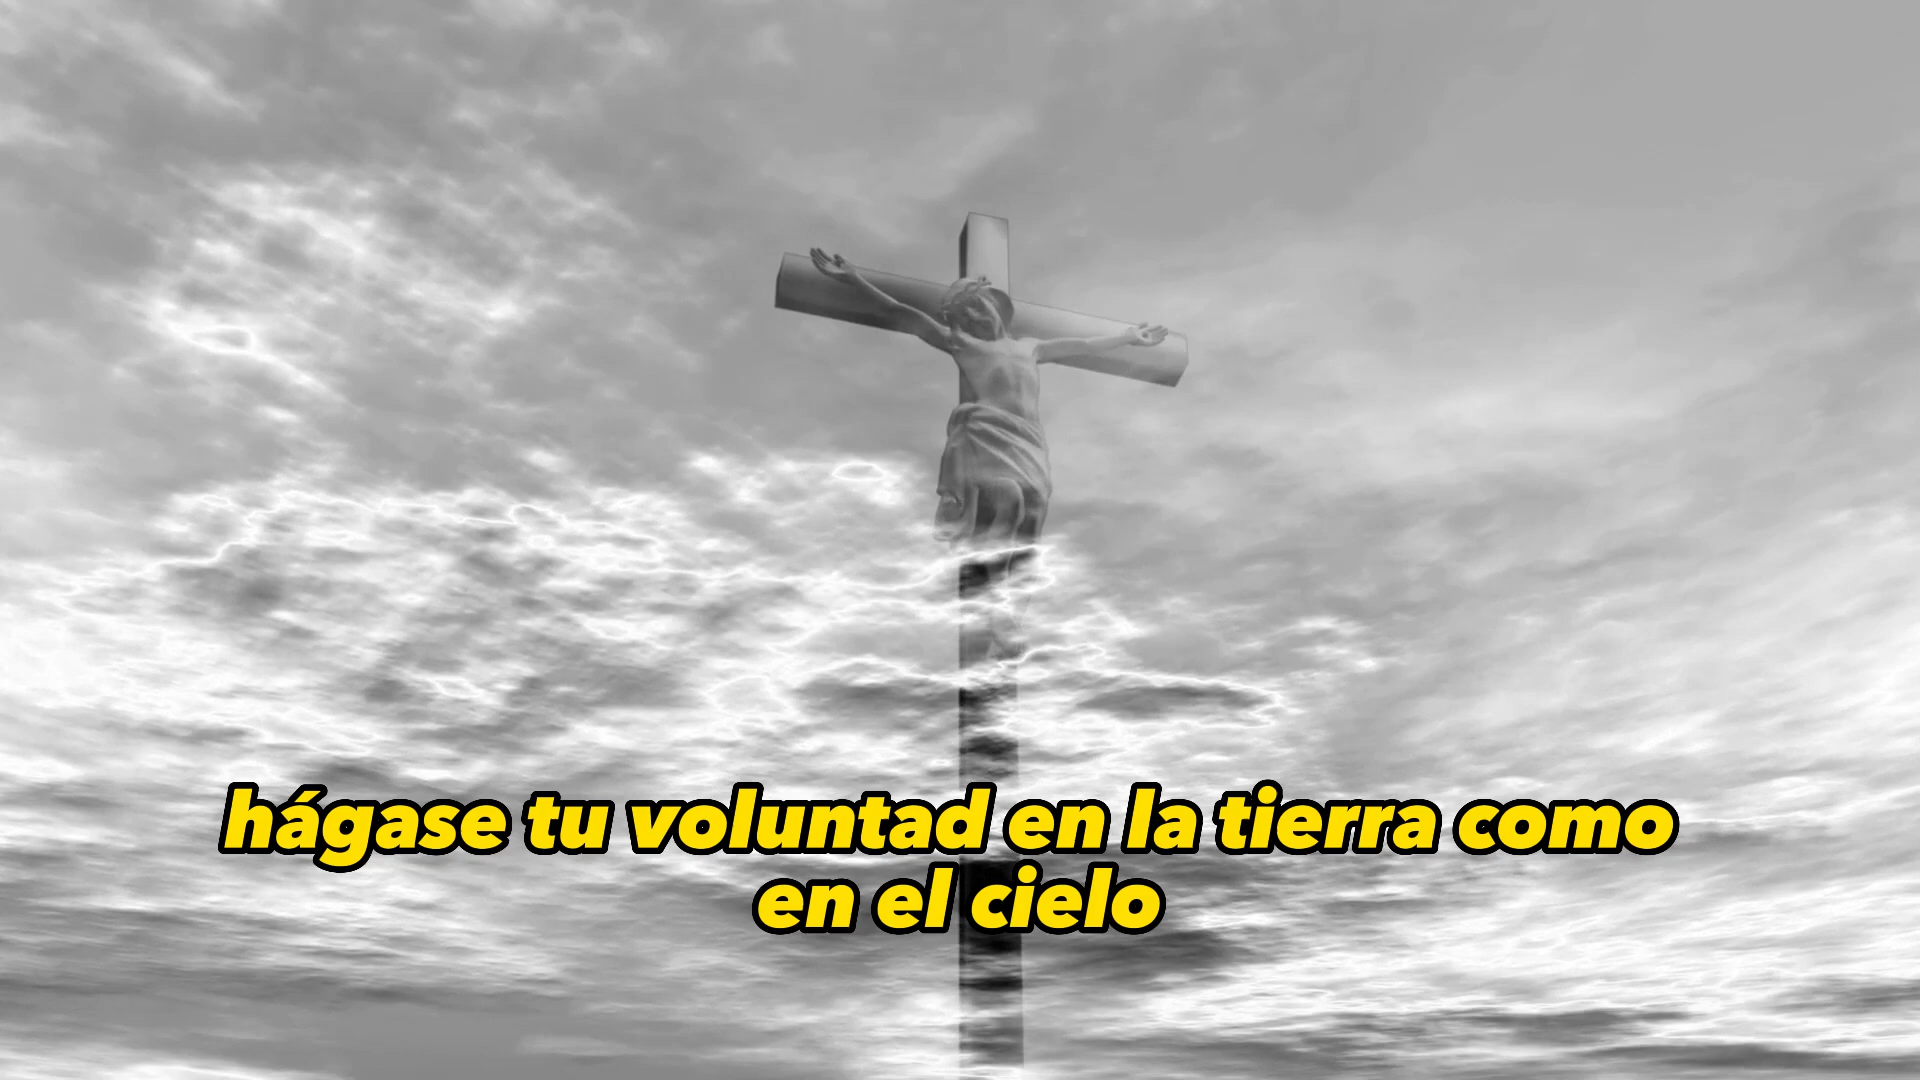 hágase tu voluntad en la tierra como
en el cielo